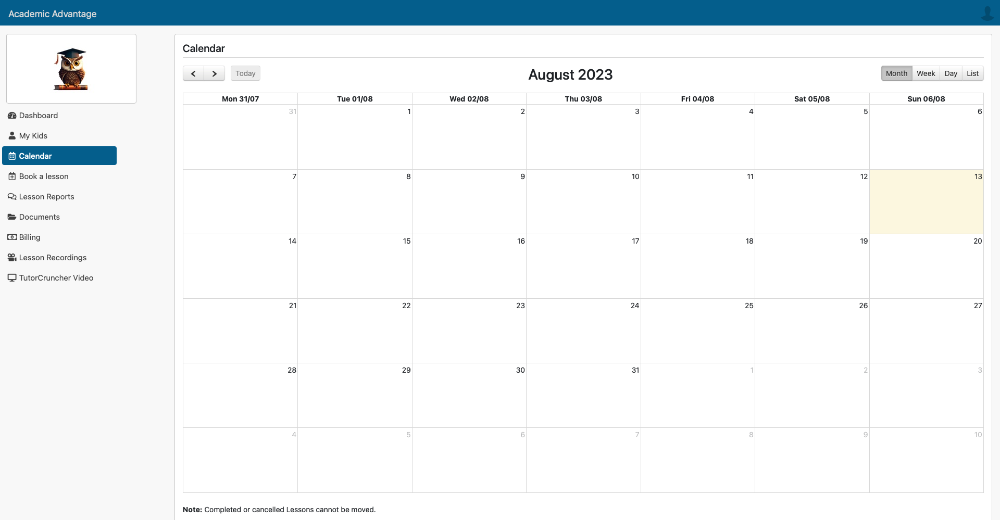 Academic Advantage
Dashboard
My Kids
Calendar
Book a lesson
Lesson Reports
Documents
Billing
Lesson Recordings
TutorCruncher Video
Calendar
Today
August 2023
Month Week Day List
Mon 31/07 Tue 01/08 Wed 02/08 Thu 03/08 Fri 04/08 Sat 05/08 Sun 06/08
31 1 2 3 4 5 6
7 8 9 10 11 12 13
14 15 16 17 18 19 20
21 22 23 24 25 26 27
28 29 30 31 1 2 3
4 5 6 7 8 9 10
Note: Completed or cancelled Lessons cannot be moved.